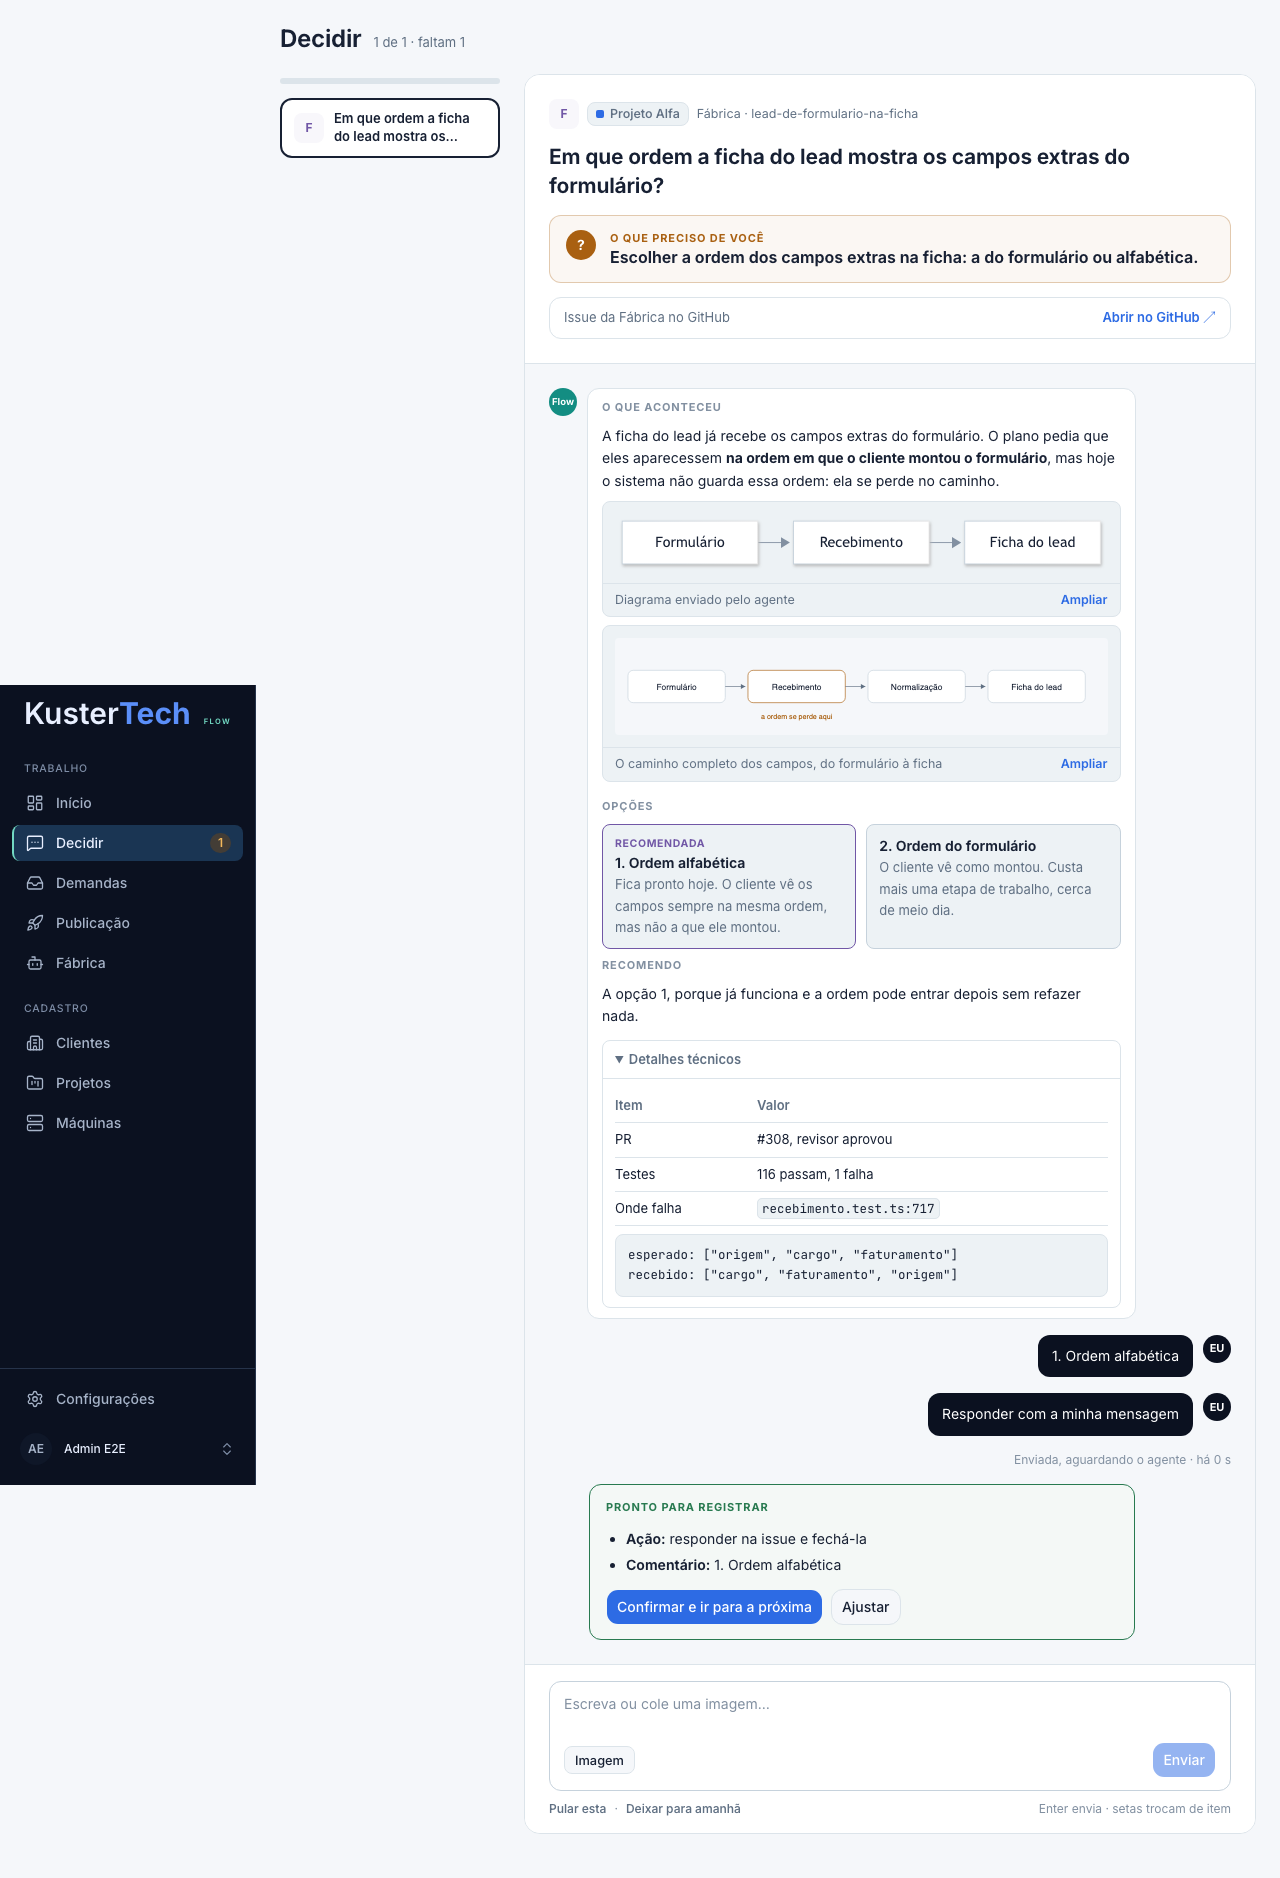 Decidir 1 de 1 · faltam 1
F
Em que ordem a ficha
do lead mostra os...
F Projeto Alfa Fábrica · lead-de-formulario-na-ficha
Em que ordem a ficha do lead mostra os campos extras do
formulário?
?
O QUE PRECISO DE VOCÊ
Escolher a ordem dos campos extras na ficha: a do formulário ou alfabética.
Issue da Fábrica no GitHub Abrir no GitHub ↗
Flow
O QUE ACONTECEU
A ficha do lead já recebe os campos extras do formulário. O plano pedia que
eles aparecessem na ordem em que o cliente montou o formulário, mas hoje
o sistema não guarda essa ordem: ela se perde no caminho.
Formulário Recebimento Ficha do lead
Diagrama enviado pelo agente Ampliar
Formulário Recebimento Normalização Ficha do lead
a ordem se perde aqui
O caminho completo dos campos, do formulário à ficha Ampliar
OPÇÕES
RECOMENDADA
1. Ordem alfabética
Fica pronto hoje. O cliente vê os
campos sempre na mesma ordem,
mas não a que ele montou.
2. Ordem do formulário
O cliente vê como montou. Custa
mais uma etapa de trabalho, cerca
de meio dia.
RECOMENDO
A opção 1, porque já funciona e a ordem pode entrar depois sem refazer
nada.
▼ Detalhes técnicos
Item Valor
PR #308, revisor aprovou
Testes 116 passam, 1 falha
Onde falha recebimento.test.ts:717
esperado: ["origem", "cargo", "faturamento"]
recebido: ["cargo", "faturamento", "origem"]
1. Ordem alfabética EU
Responder com a minha mensagem EU
Enviada, aguardando o agente · há 0 s
PRONTO PARA REGISTRAR
• Ação: responder na issue e fechá-la
• Comentário: 1. Ordem alfabética
Confirmar e ir para a próxima Ajustar
Escreva ou cole uma imagem...
Imagem Enviar
Pular esta · Deixar para amanhã Enter envia · setas trocam de item
KusterTech FLOW
TRABALHO
Início
Decidir 1
Demandas
Publicação
Fábrica
CADASTRO
Clientes
Projetos
Máquinas
Configurações
AE Admin E2E